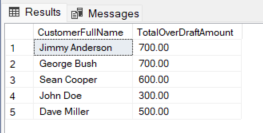 Results Messages
CustomerFullName TotalOverDraftAmount
1 Jimmy Anderson 700.00
2 George Bush 700.00
3 Sean Cooper 600.00
4 John Doe 300.00
5 Dave Miller 500.00